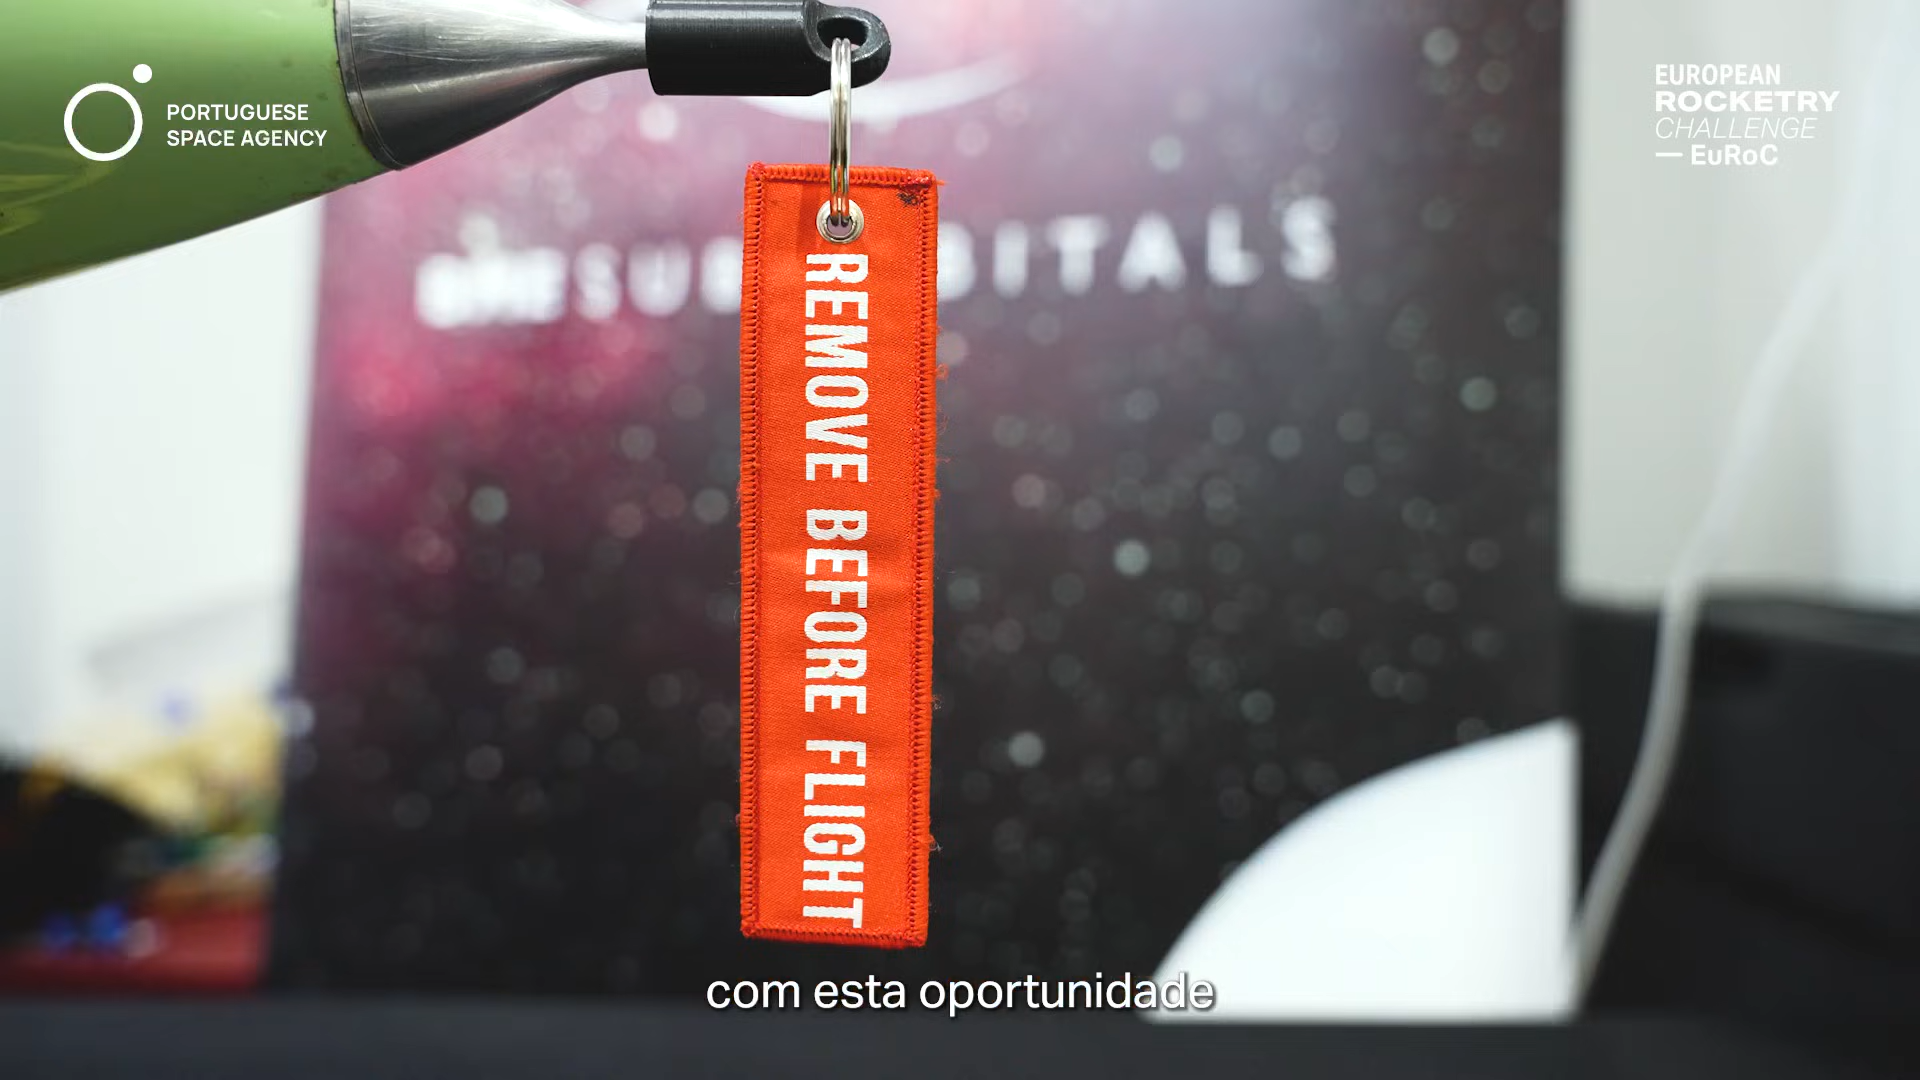 PORTUGUESE
SPACE AGENCY
EUROPEAN
ROCKETRY
CHALLENGE
— EuRoC
REMOVE BEFORE FLIGHT
com esta oportunidade